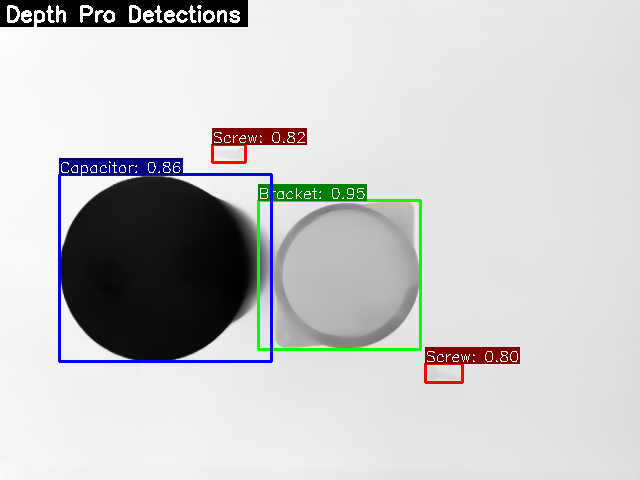 Depth Pro Detections
Screw: 0.82
Capacitor: 0.86
Bracket: 0.95
Screw: 0.80